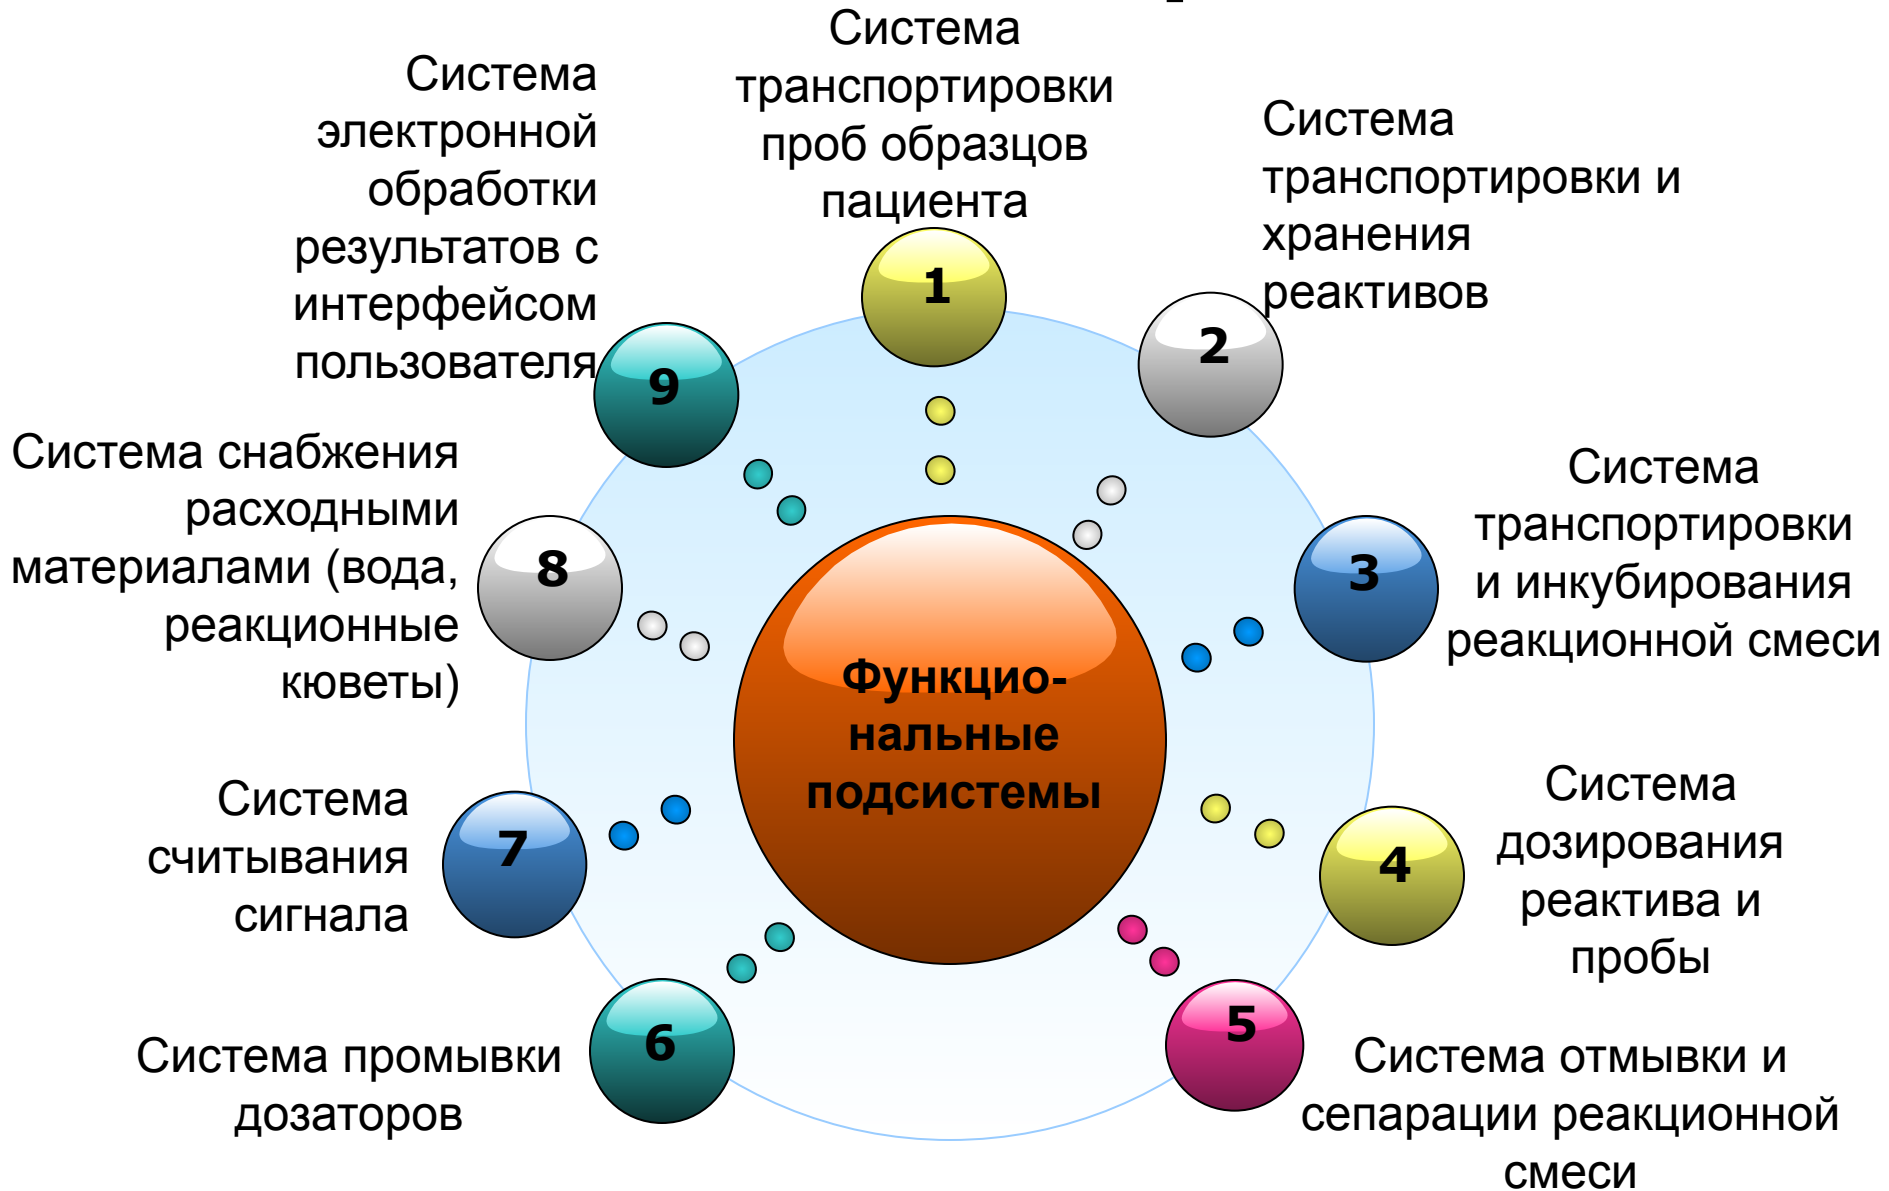 Система
транспортировки
проб образцов
пациента
1
Система
транспортировки и
хранения
реактивов
2
Система
транспортировки
и инкубирования
реакционной смеси
3
Система
дозирования
реактива и
пробы
4
Система отмывки и
сепарации реакционной
смеси
5
Система промывки
дозаторов
6
Система
считывания
сигнала
7
Система снабжения
расходными
материалами (вода,
реакционные
кюветы)
8
Система
электронной
обработки
результатов с
интерфейсом
пользователя
9
Функцио-
нальные
подсистемы